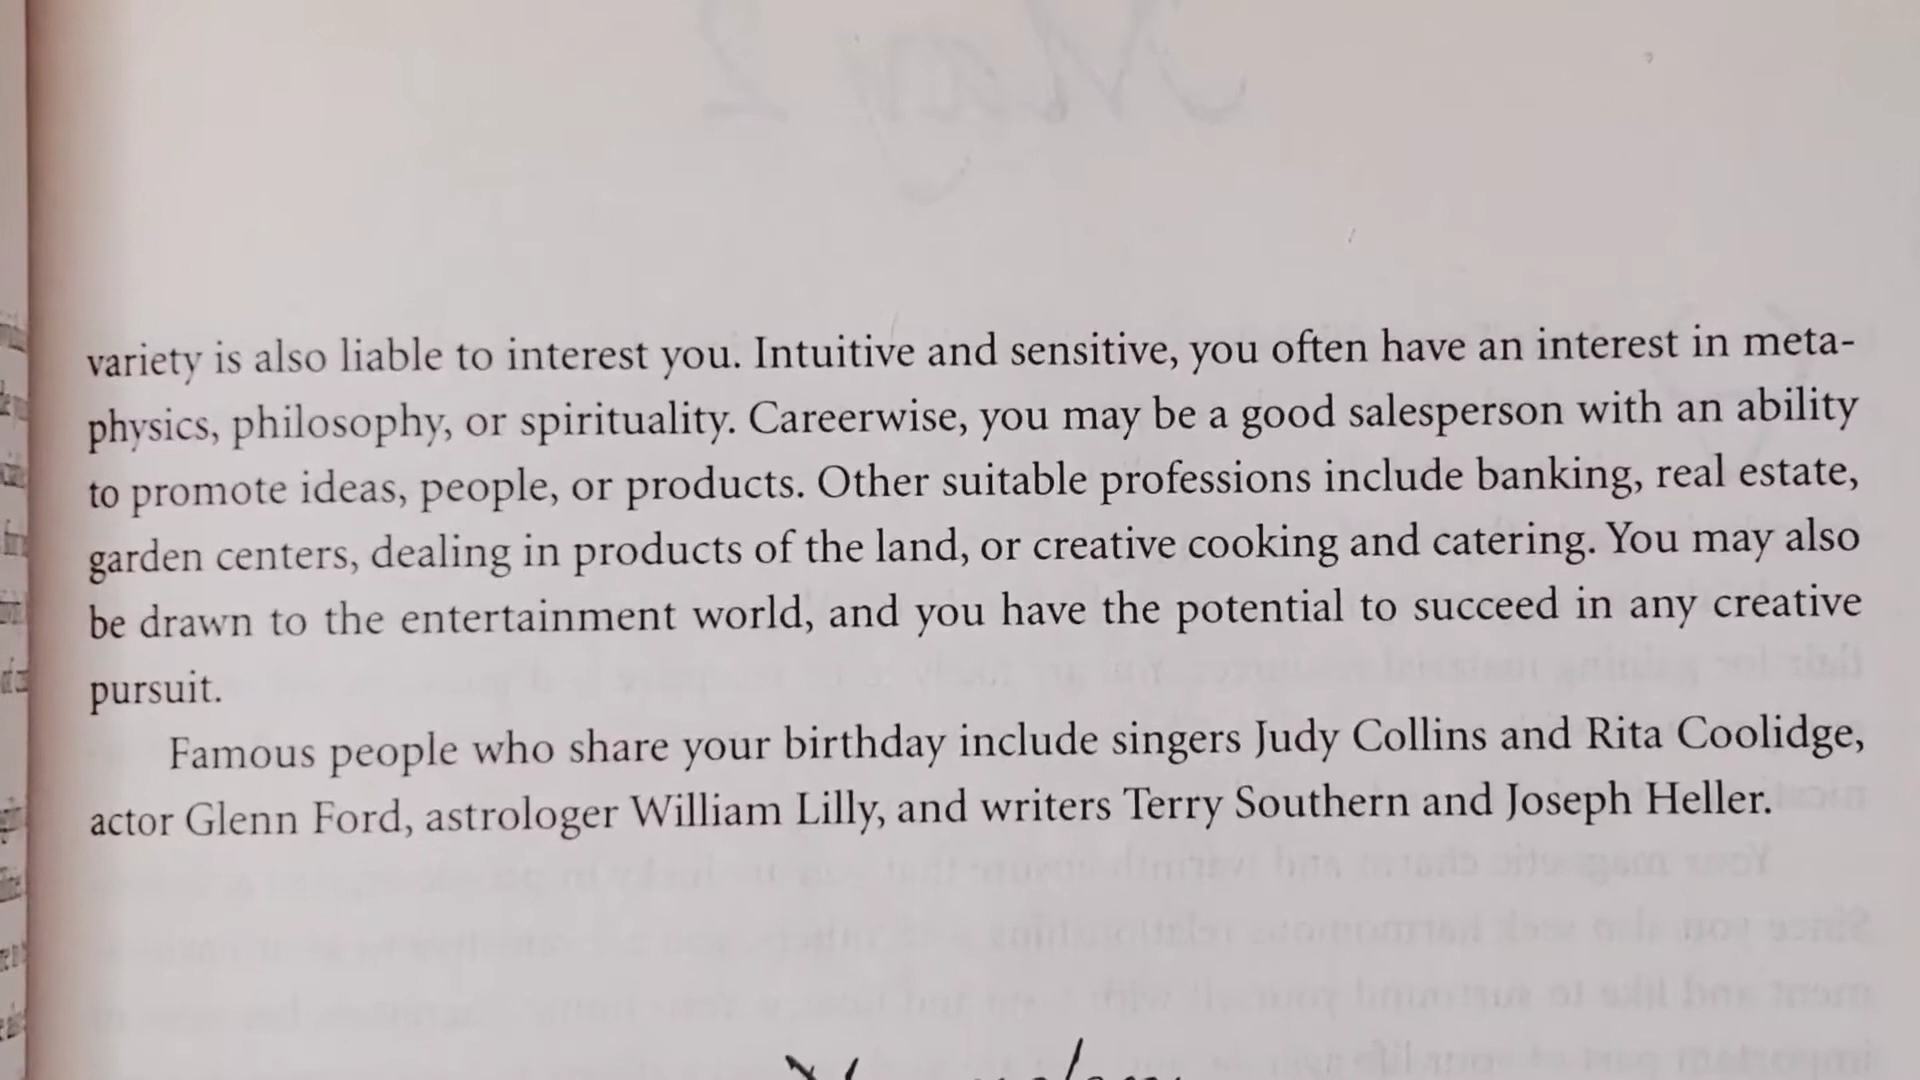 variety is also liable to interest you. Intuitive and sensitive, you often have an interest in meta-
physics, philosophy, or spirituality. Careerwise, you may be a good salesperson with an ability
to promote ideas, people, or products. Other suitable professions include banking, real estate,
garden centers, dealing in products of the land, or creative cooking and catering. You may also
be drawn to the entertainment world, and you have the potential to succeed in any creative
pursuit.
Famous people who share your birthday include singers Judy Collins and Rita Coolidge,
actor Glenn Ford, astrologer William Lilly, and writers Terry Southern and Joseph Heller.